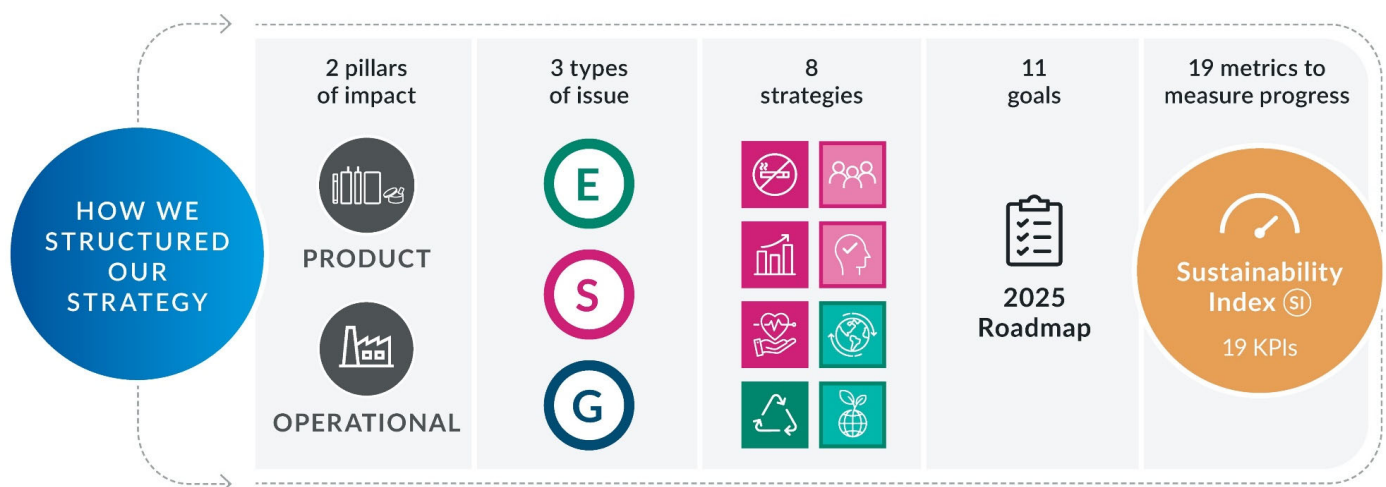 HOW WE
STRUCTURED
OUR
STRATEGY
2 pillars
of impact
PRODUCT
OPERATIONAL
3 types
of issue
E
S
G
8
strategies
11
goals
2025
Roadmap
19 metrics to
measure progress
Sustainability
Index SI
19 KPIs